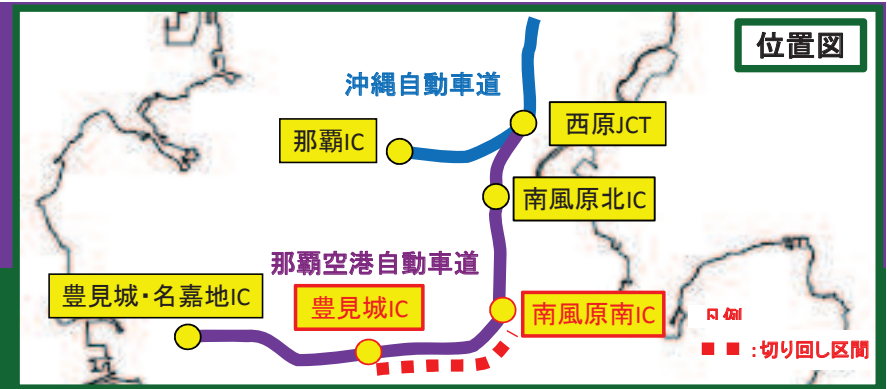 位置図
沖縄自動車道
西原JCT
那覇IC
南風原北IC
那覇空港自動車道
豊見城・名嘉地IC
豊見城IC
南風原南IC
凡例
:切り回し区間